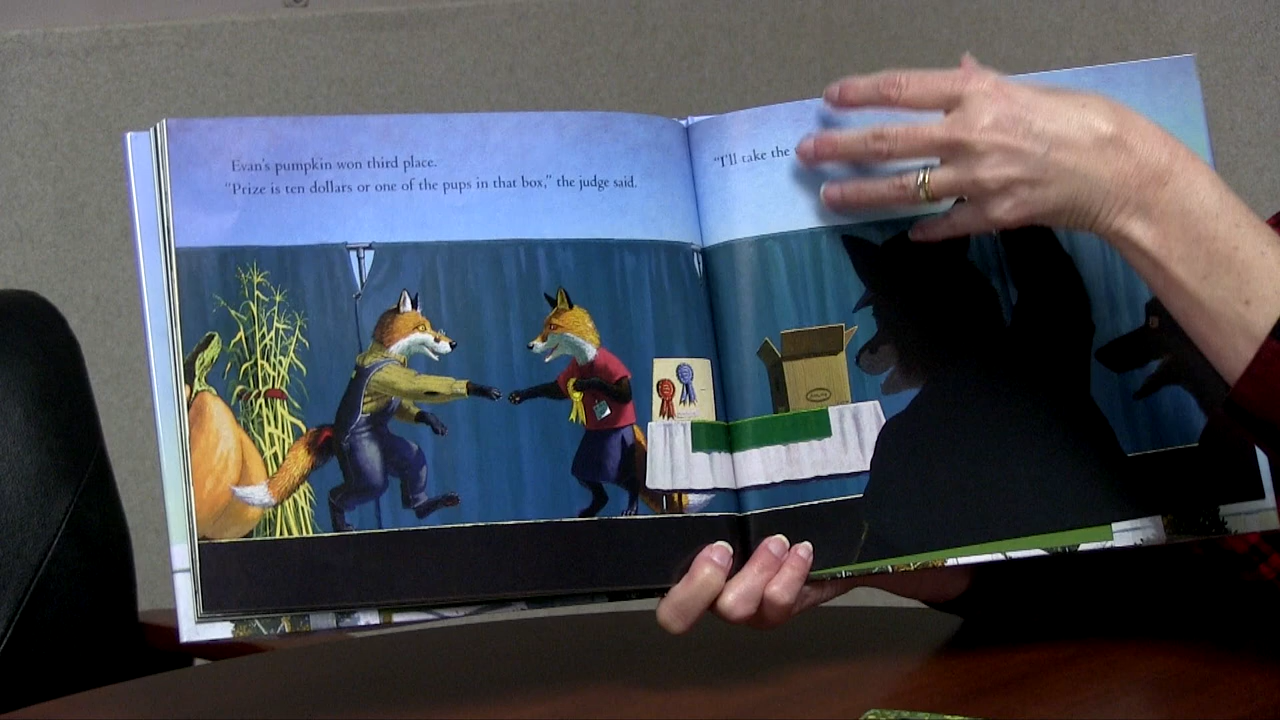 Evan's pumpkin won third place.
"Prize is ten dollars or one of the pups in that box," the judge said.
"I'll take the